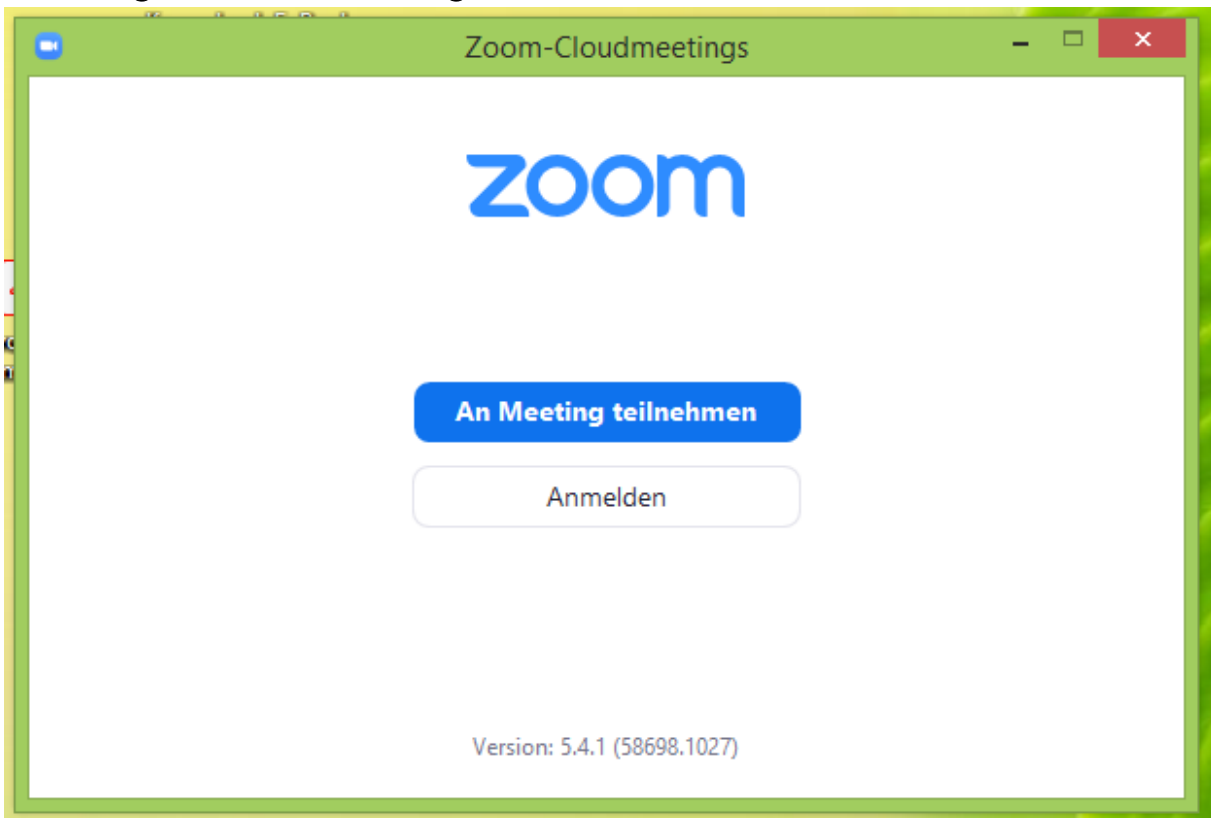 Zoom-Cloudmeetings
zoom
An Meeting teilnehmen
Anmelden
Version: 5.4.1 (58698.1027)